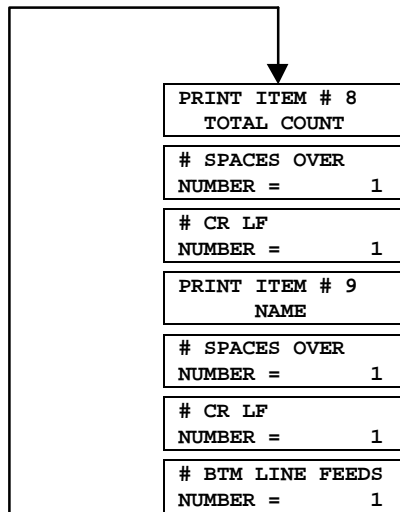 PRINT ITEM # 8
TOTAL COUNT
# SPACES OVER
NUMBER = 1
# CR LF
NUMBER = 1
PRINT ITEM # 9
NAME
# SPACES OVER
NUMBER = 1
# CR LF
NUMBER = 1
# BTM LINE FEEDS
NUMBER = 1